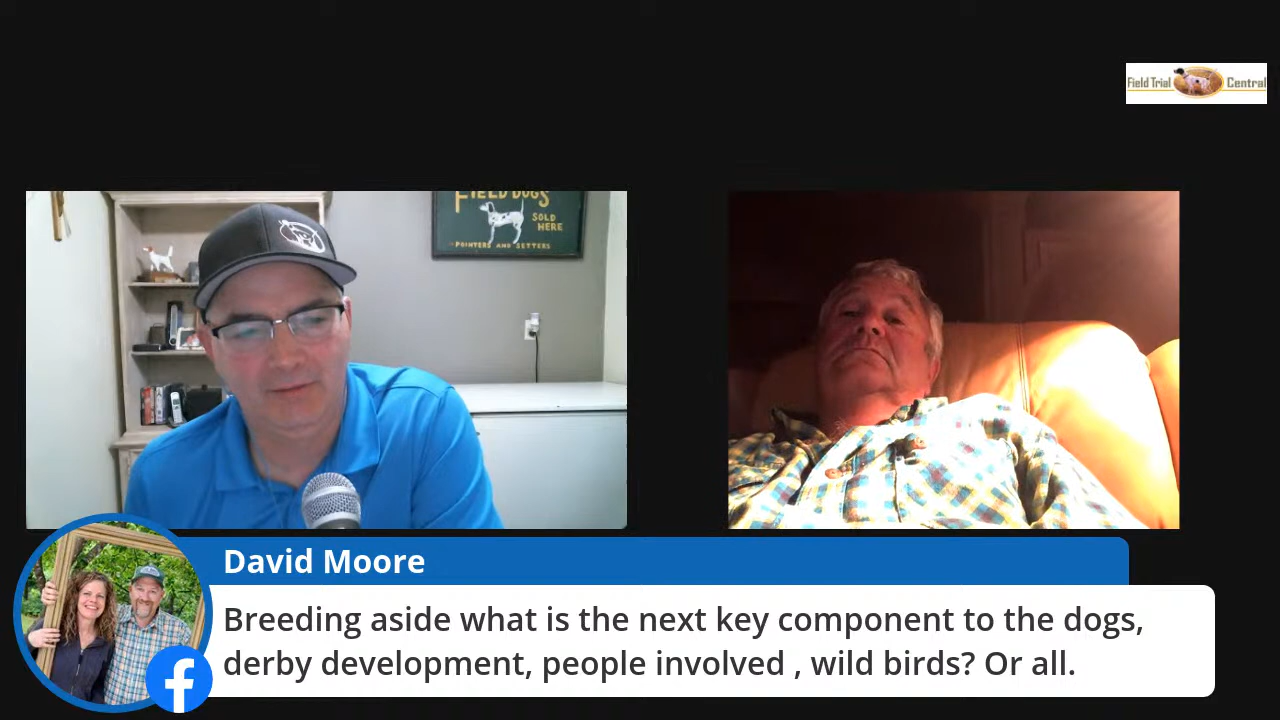 Field Trial Central
FIELD DOGS
SOLD
HERE
POINTERS AND SETTERS
David Moore
Breeding aside what is the next key component to the dogs,
derby development, people involved , wild birds? Or all.